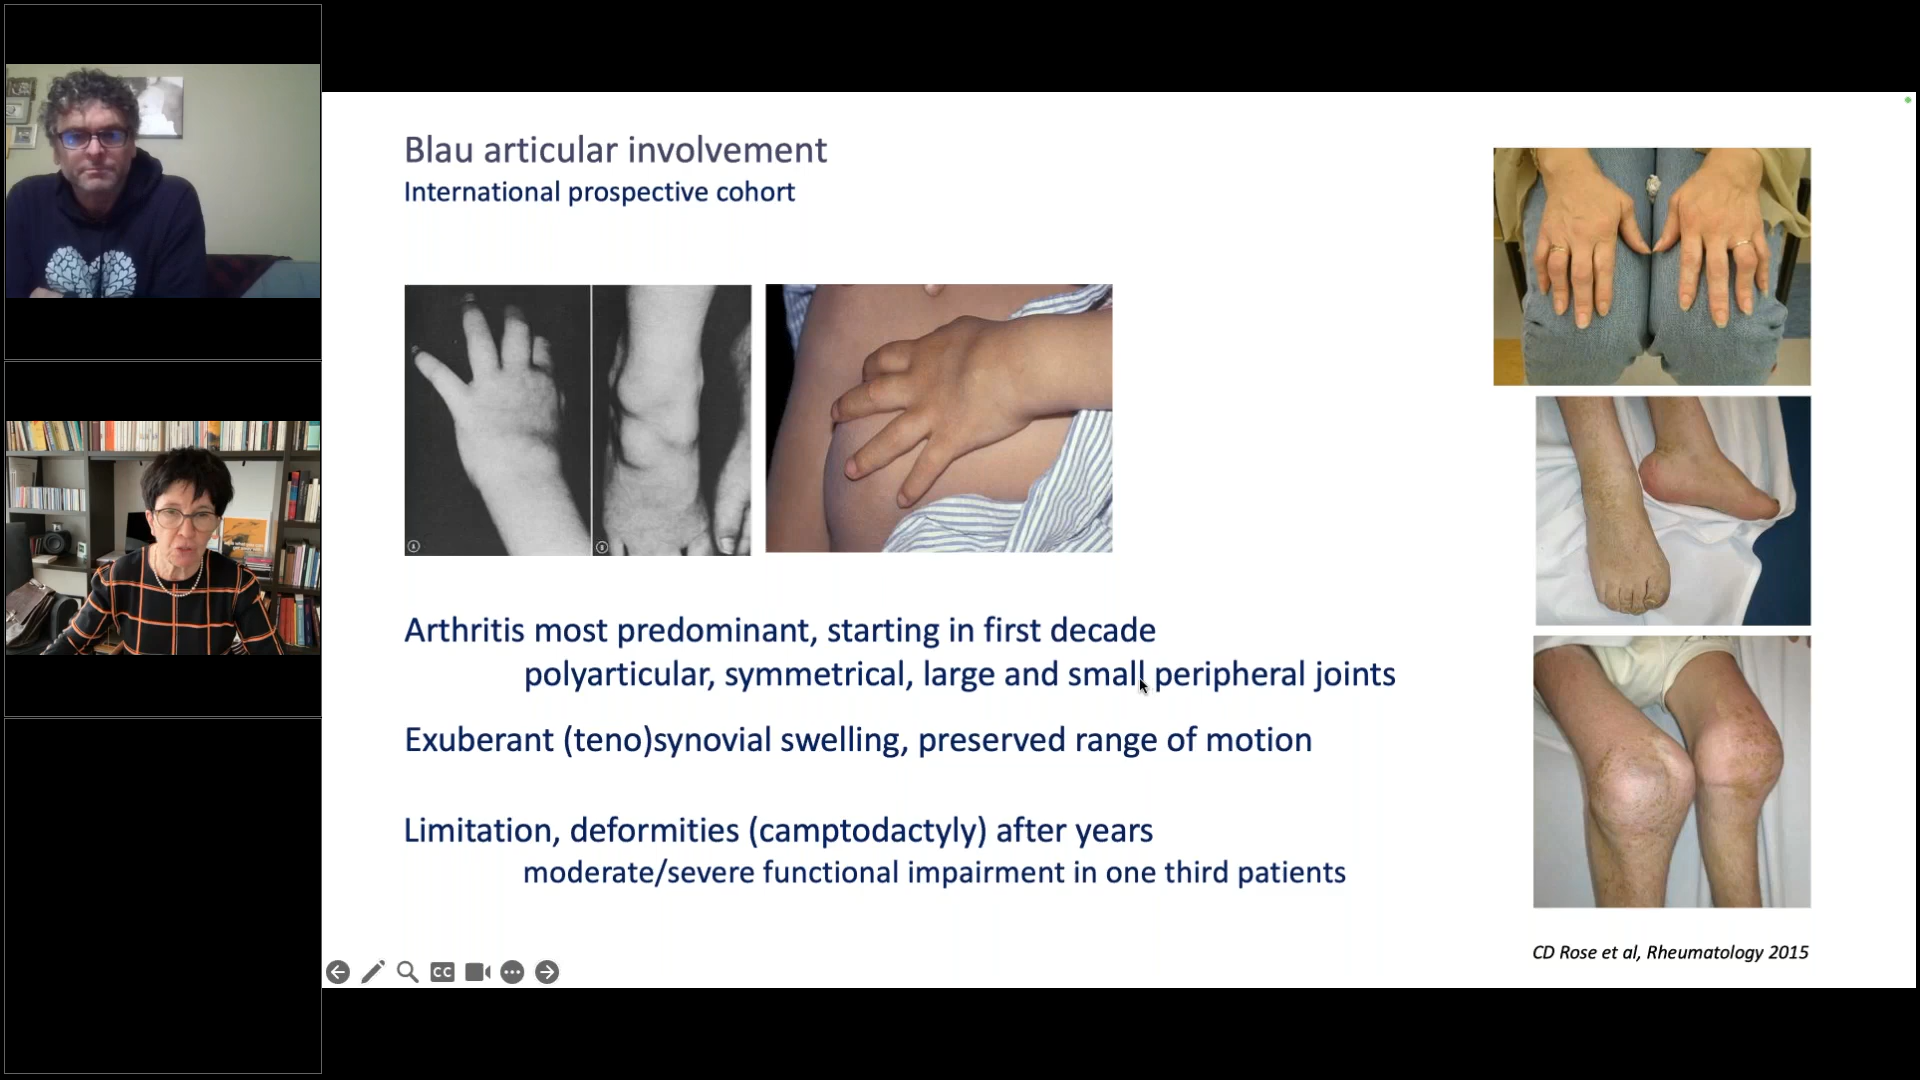 Blau articular involvement
International prospective cohort
A
B
Arthritis most predominant, starting in first decade
polyarticular, symmetrical, large and small peripheral joints
Exuberant (teno)synovial swelling, preserved range of motion
Limitation, deformities (camptodactyly) after years
moderate/severe functional impairment in one third patients
CD Rose et al, Rheumatology 2015
CC